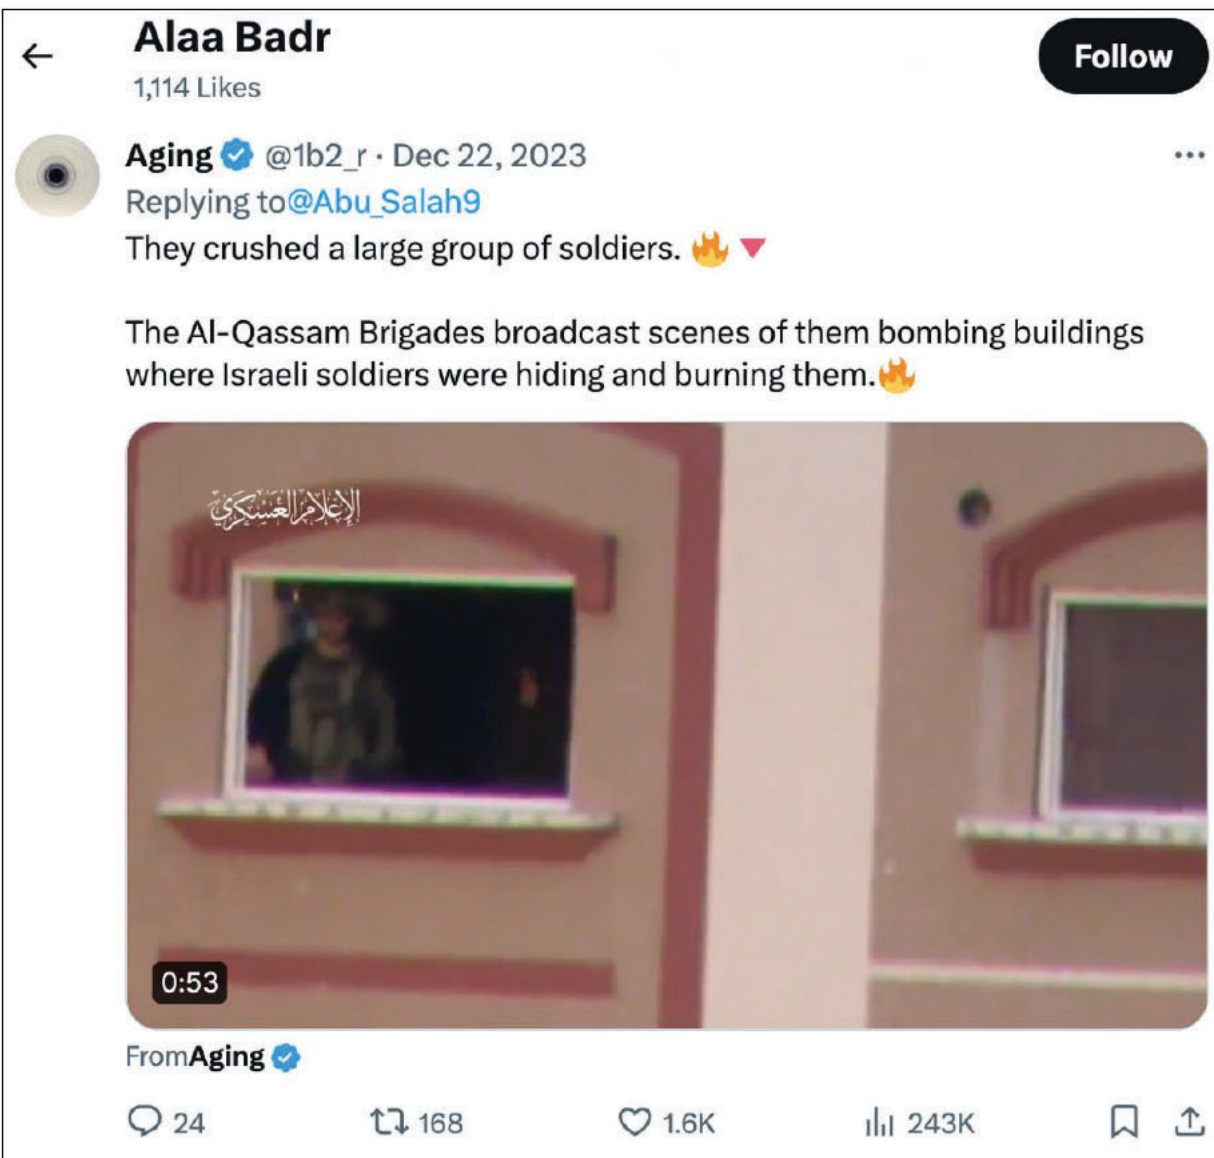 Alaa Badr
1,114 Likes
Follow
Aging @1b2_r · Dec 22, 2023
Replying to@Abu_Salah9
They crushed a large group of soldiers. 🔥🔻
The Al-Qassam Brigades broadcast scenes of them bombing buildings
where Israeli soldiers were hiding and burning them.🔥
الإعلام العسكري
0:53
FromAging
24 168 1.6K 243K